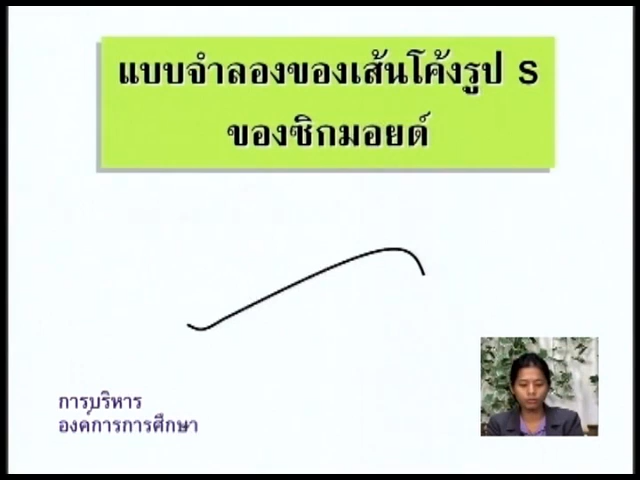 แบบจำลองของเส้นโค้งรูป S
ของซิกมอยด์
การบริหาร
องค์การการศึกษา